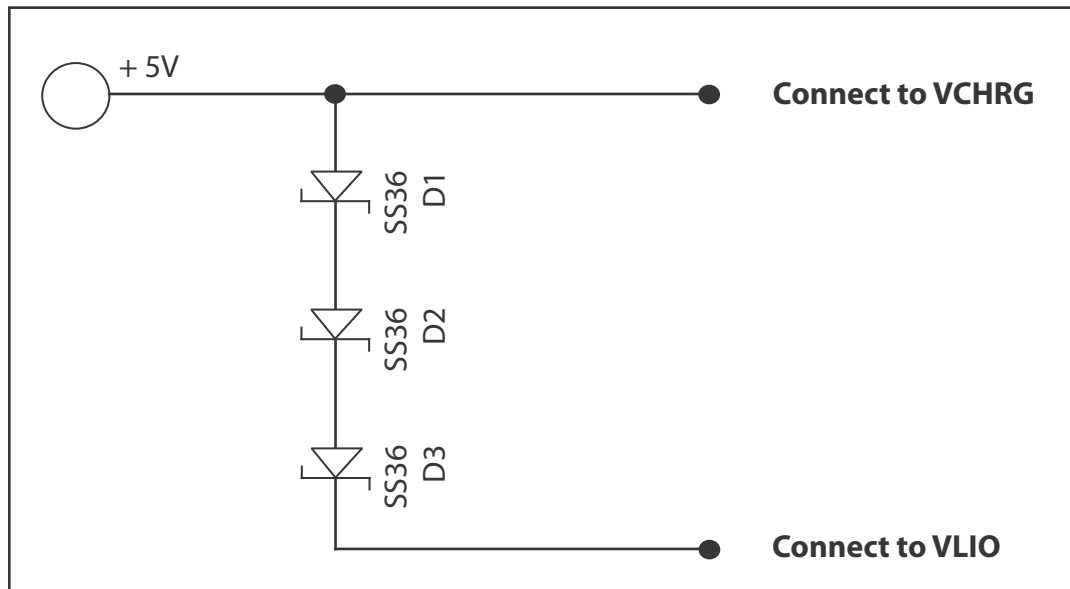 + 5V
Connect to VCHRG
SS36
D1
SS36
D2
SS36
D3
Connect to VLIO